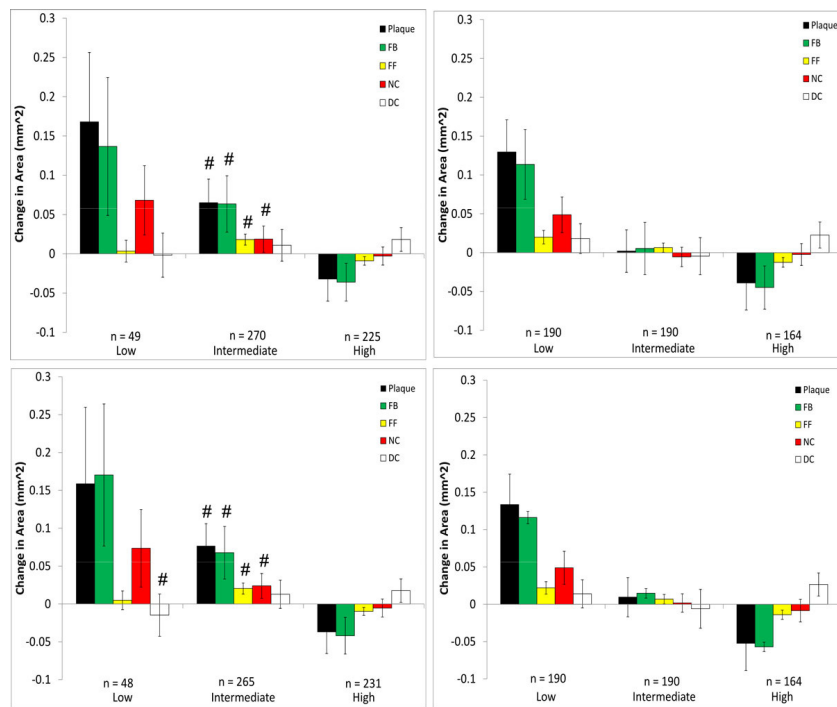 0.3
0.25
0.2
0.15
0.1
0.05
0
-0.05
-0.1
Change in Area (mm^2)
Plaque
FB
FF
NC
DC
# #
# #
n = 49 n = 270 n = 225
Low Intermediate High
0.3
0.25
0.2
0.15
0.1
0.05
0
-0.05
-0.1
Change in Area (mm^2)
Plaque
FB
FF
NC
DC
n = 190 n = 190 n = 164
Low Intermediate High
0.3
0.25
0.2
0.15
0.1
0.05
0
-0.05
-0.1
Change in Area (mm^2)
Plaque
FB
FF
NC
DC
# #
# # #
n = 48 n = 265 n = 231
Low Intermediate High
0.3
0.25
0.2
0.15
0.1
0.05
0
-0.05
-0.1
Change in Area (mm^2)
Plaque
FB
FF
NC
DC
n = 190 n = 190 n = 164
Low Intermediate High